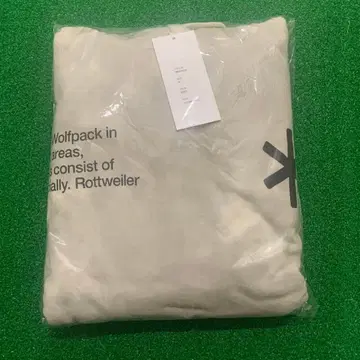 Wolfpack in
areas,
consist of
ally. Rottweiler